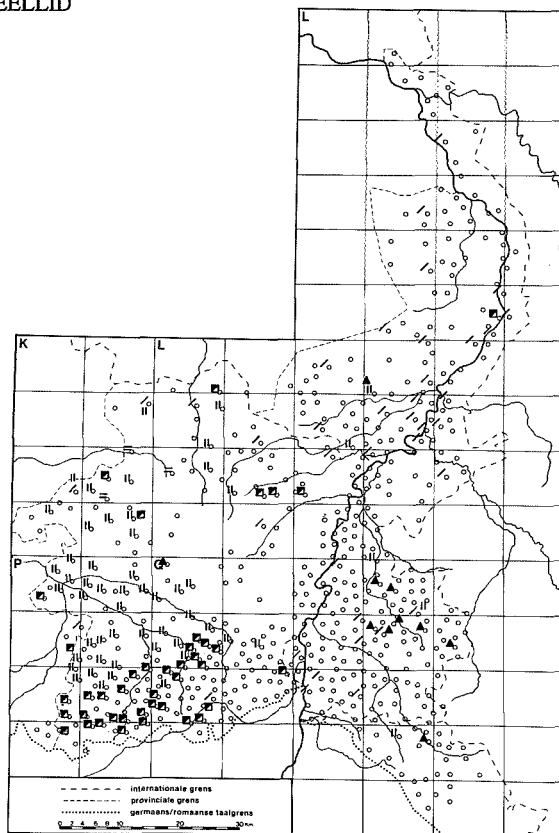 EELLID
L
K L
P Q
internationale grens
provinciale grens
germaans/romaanse taalgrens
0 2 4 6 8 10 20 30 KM